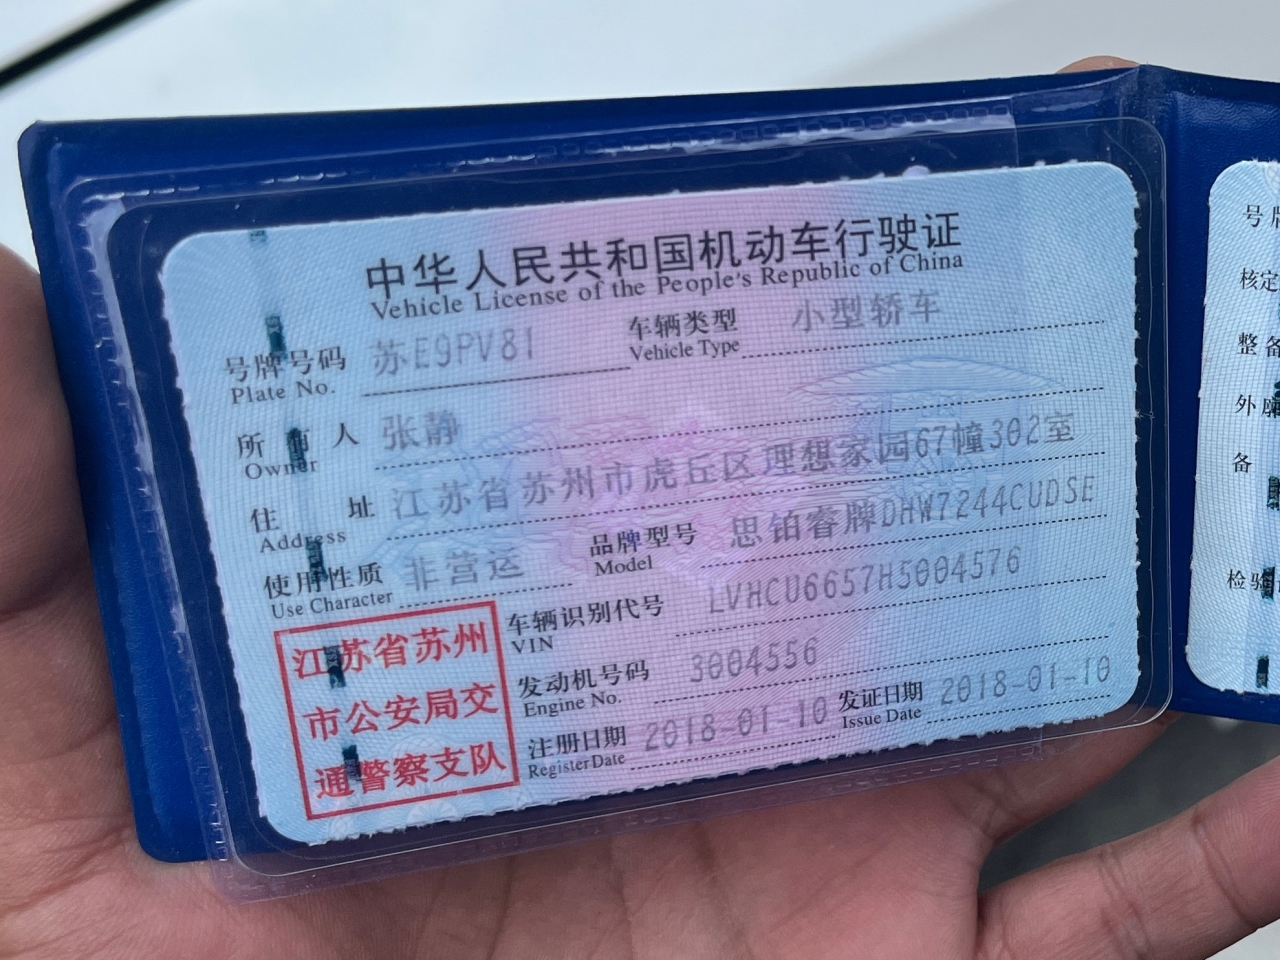 中华人民共和国机动车行驶证
Vehicle License of the People's Republic of China
号牌号码 苏E9PV81 车辆类型 小型轿车
Plate No. Vehicle Type
所有人 张静
Owner
住址 江苏省苏州市虎丘区理想家园67幢302室
Address
使用性质 非营运 品牌型号 思铂睿牌DHW7244CUDSE
Use Character Model
车辆识别代号 LVHCU6657H5004576
VIN
发动机号码 3004556
Engine No.
注册日期 2018-01-10 发证日期 2018-01-10
Register Date Issue Date
江苏省苏州
市公安局交
通警察支队
号牌
核定
整备
外廓
备
检验